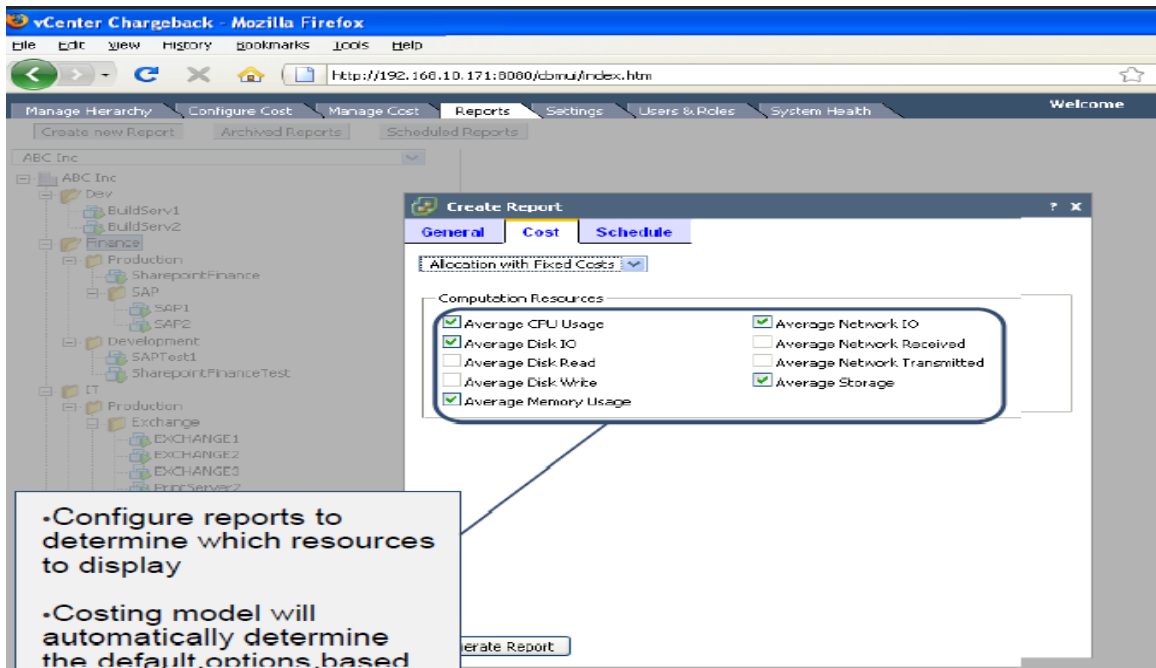 vCenter Chargeback - Mozilla Firefox
File Edit View History Bookmarks Tools Help
http://192.168.10.171:8080/cbmui/index.htm
Manage Hierarchy Configure Cost Manage Cost Reports Settings Users & Roles System Health Welcome
Create new Report Archived Reports Scheduled Reports
ABC Inc
ABC Inc
Dev
BuildServ1
BuildServ2
Finance
Production
SharepointFinance
SAP
SAP1
SAP2
Development
SAPTest1
SharepointFinanceTest
IT
Production
Exchange
EXCHANGE1
EXCHANGE2
EXCHANGE3
PrintServer2
Create Report ? X
General Cost Schedule
Allocation with Fixed Costs
Computation Resources
Average CPU Usage
Average Disk IO
Average Disk Read
Average Disk Write
Average Memory Usage
Average Network IO
Average Network Received
Average Network Transmitted
Average Storage
•Configure reports to
determine which resources
to display
•Costing model will
automatically determine
the default,options,based
erate Report